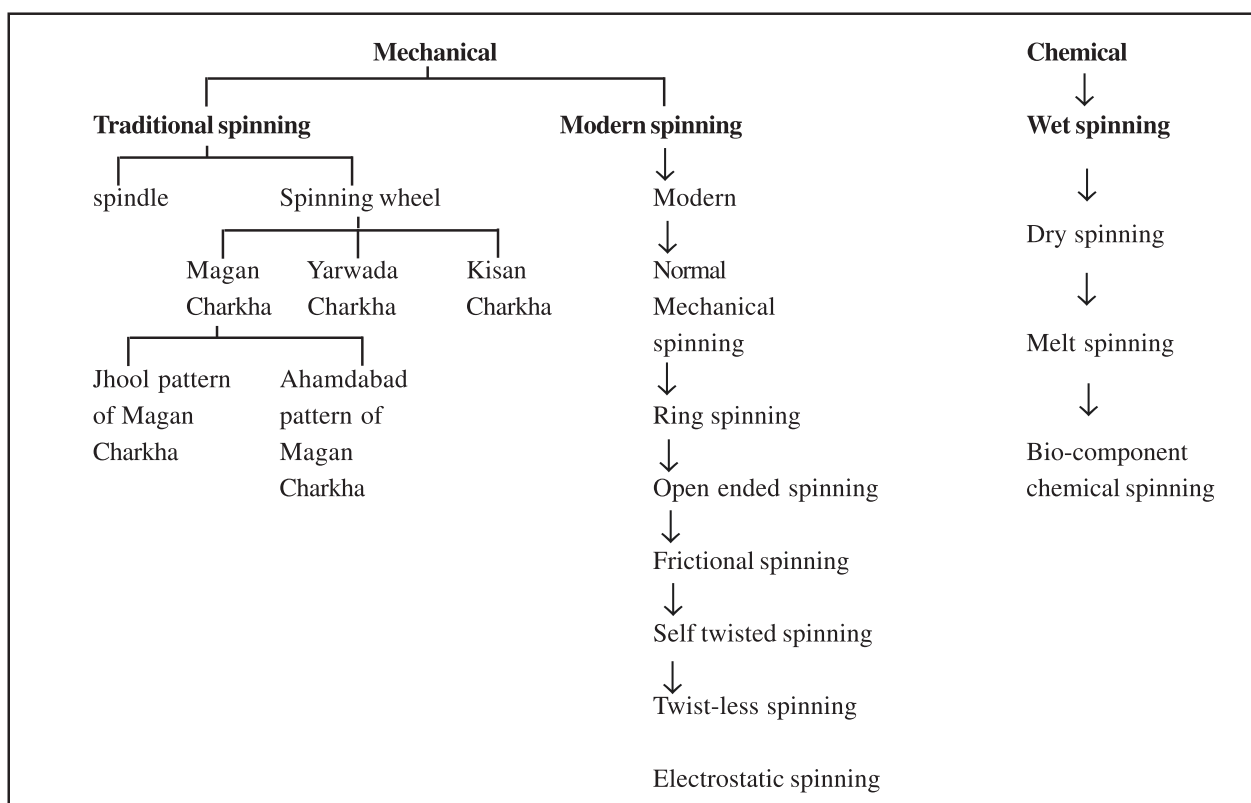 Mechanical
Chemical
Traditional spinning
Modern spinning
Wet spinning
spindle
Spinning wheel
Modern
Dry spinning
Magan
Charkha
Yarwada
Charkha
Kisan
Charkha
Normal
Mechanical
spinning
Melt spinning
Jhool pattern
of Magan
Charkha
Ahamdabad
pattern of
Magan
Charkha
Ring spinning
Bio-component
chemical spinning
Open ended spinning
Frictional spinning
Self twisted spinning
Twist-less spinning
Electrostatic spinning